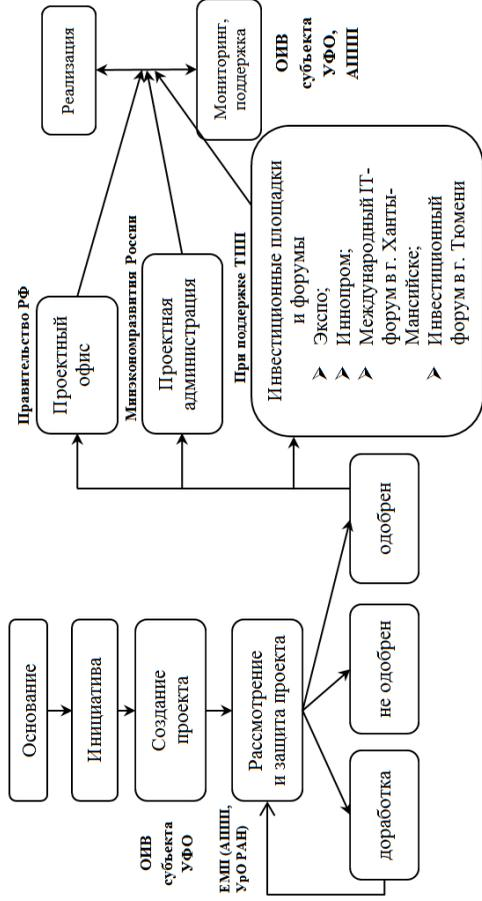 Основание
Инициатива
ОИВ
субъекта
УФО
Создание
проекта
ЕМП (АПШП,
УрО РАН)
Рассмотрение
и защита проекта
доработка
не одобрен
одобрен
Правительство РФ
Проектный
офис
Минэкономразвития России
Проектная
администрация
При поддержке ТПП
Инвестиционные площадки
и форумы
➢ Экспо;
➢ Иннопром;
➢ Международный IT-
форум в г. Ханты-
Мансийске;
➢ Инвестиционный
форум в г. Тюмени
Реализация
Мониторинг,
поддержка
ОИВ
субъекта
УФО,
АПШП